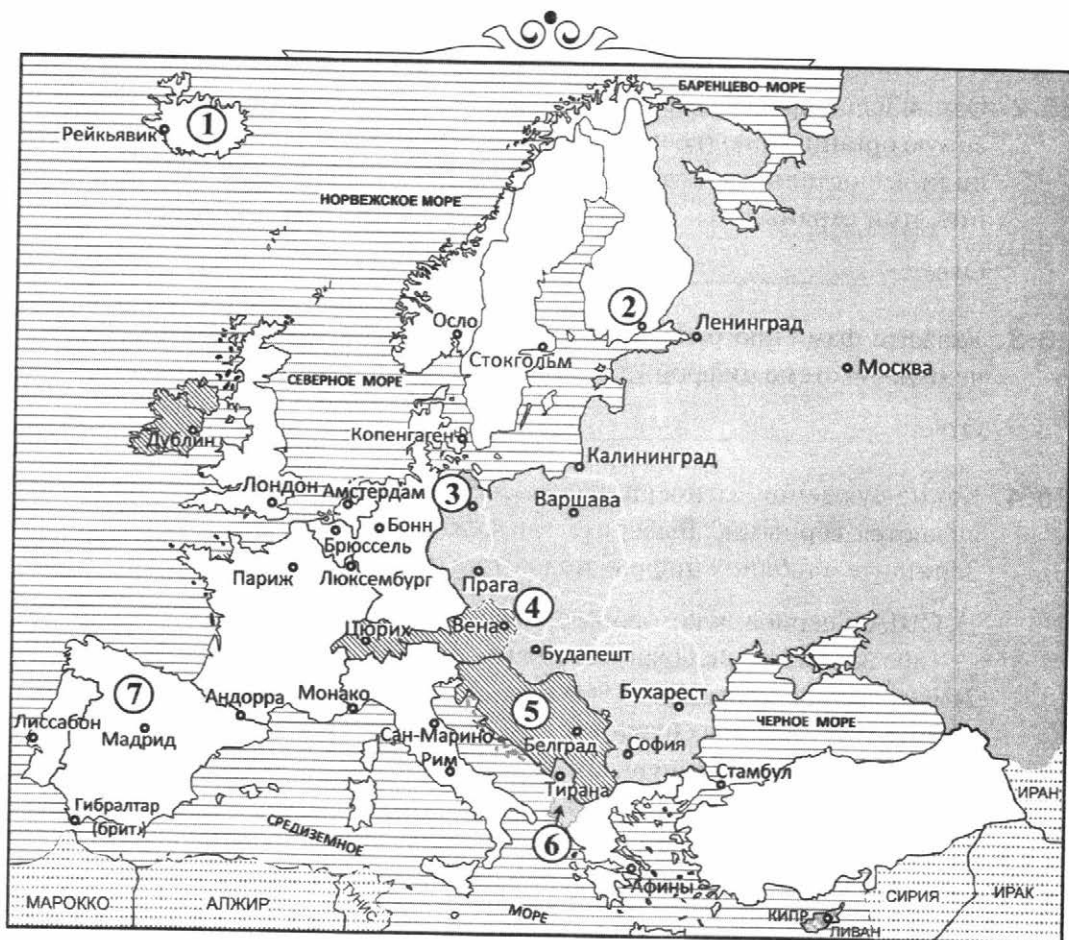 БАРЕНЦЕВО МОРЕ
1
Рейкьявик
НОРВЕЖСКОЕ МОРЕ
2
Осло
Ленинград
Стокгольм
Москва
СЕВЕРНОЕ МОРЕ
Дублин
Копенгаген
Калининград
Лондон
Амстердам
3
Варшава
Бонн
Брюссель
Париж
Люксембург
Прага
4
Цюрих
Вена
Будапешт
7
Андорра
Монако
5
Бухарест
Лиссабон
Мадрид
Сан-Марино
Белград
София
ЧЕРНОЕ МОРЕ
Рим
Тирана
Стамбул
ИРАН
Гибралтар
(брит.)
СРЕДИЗЕМНОЕ
6
Афины
МАРОККО
АЛЖИР
ТУНИС
МОРЕ
КИПР
ЛИВАН
СИРИЯ
ИРАК